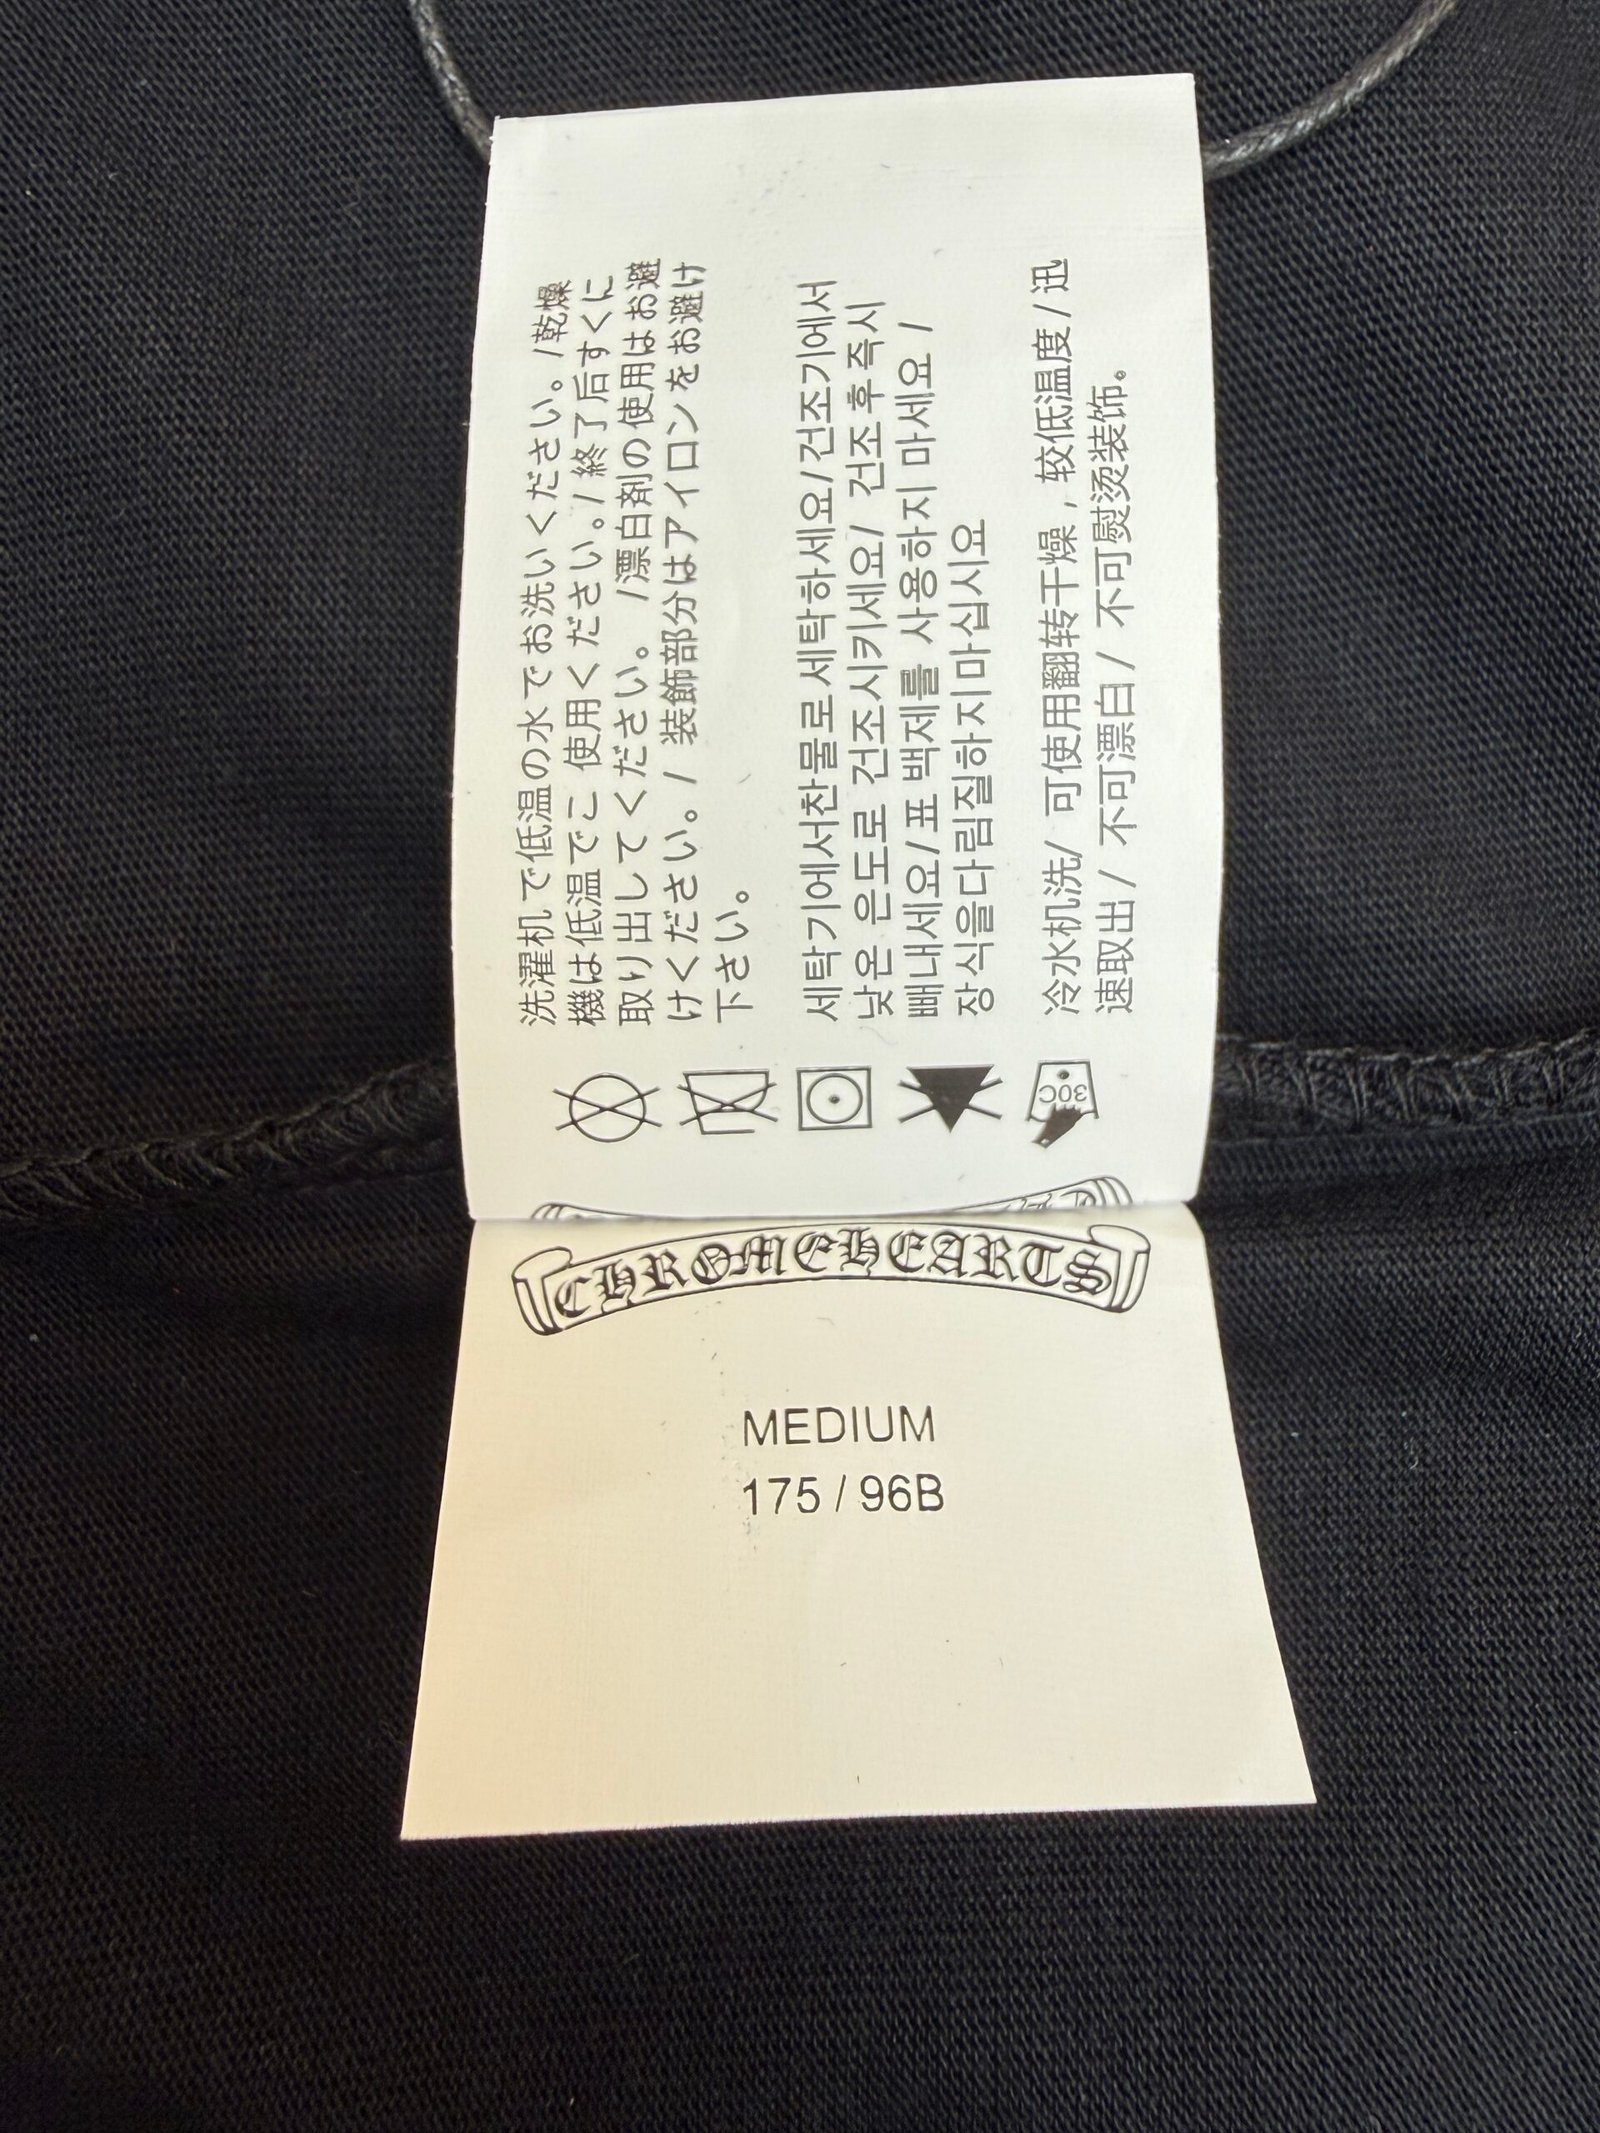 洗濯机で低温の水でお洗いください。/乾燥
機は低温でご 使用ください。/ 終了后すくに
取り出してください。 /漂白剤の使用はお避
けください。/ 装飾部分はアイロンをお避け
下さい。
세탁기에서찬물로세탁하세요/건조기에서
낮은 온도로 건조시키세요/ 건조후즉시
빼내세요/표 백제를 사용하지 마세요 /
장식을다림질하지마십시요
冷水机洗/ 可使用翻转干燥 , 较低温度 / 迅
速取出 / 不可漂白 / 不可熨烫装饰。
30C
CHROMEHEARTS
MEDIUM
175 / 96B